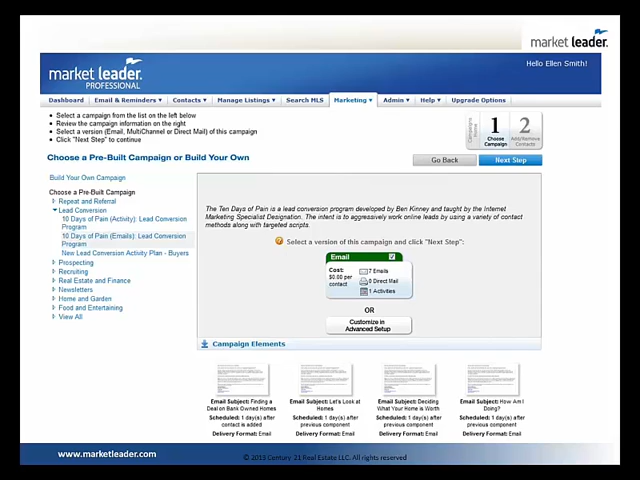 market leader.
market leader.
PROFESSIONAL
Hello Ellen Smith!
Dashboard
Email & Reminders
Contacts
Manage Listings
Search MLS
Marketing
Admin
Help
Upgrade Options
Select a campaign from the list on the left below
Review the campaign information on the right
Select a version (Email, MultiChannel or Direct Mail) of this campaign
Click "Next Step" to continue
1
Choose
Campaign
2
Add/Remove
Contacts
Choose a Pre-Built Campaign or Build Your Own
Go Back
Next Step
Build Your Own Campaign
Choose a Pre-Built Campaign
Repeat and Referral
Lead Conversion
10 Days of Pain (Activity): Lead Conversion
Program
10 Days of Pain (Emails): Lead Conversion
Program
New Lead Conversion Activity Plan - Buyers
Prospecting
Recruiting
Real Estate and Finance
Newsletters
Home and Garden
Food and Entertaining
View All
The Ten Days of Pain is a lead conversion program developed by Ben Kinney and taught by the Internet
Marketing Specialist Designation. The intent is to aggressively work online leads by using a variety of contact
methods along with targeted scripts.
Select a version of this campaign and click "Next Step":
Email
Cost:
$0.00 per
contact
7 Emails
0 Direct Mail
1 Activities
OR
Customize in
Advanced Setup
Campaign Elements
Email Subject: Finding a
Deal on Bank Owned Homes
Scheduled: 1 day(s) after
contact is added
Delivery Format: Email
Email Subject: Let's Look at
Homes
Scheduled: 1 day(s) after
previous component
Delivery Format: Email
Email Subject: Deciding
What Your Home is Worth
Scheduled: 1 day(s) after
previous component
Delivery Format: Email
Email Subject: How Am I
Doing?
Scheduled: 1 day(s) after
previous component
Delivery Format: Email
www.marketleader.com
© 2013 Century 21 Real Estate LLC. All rights reserved